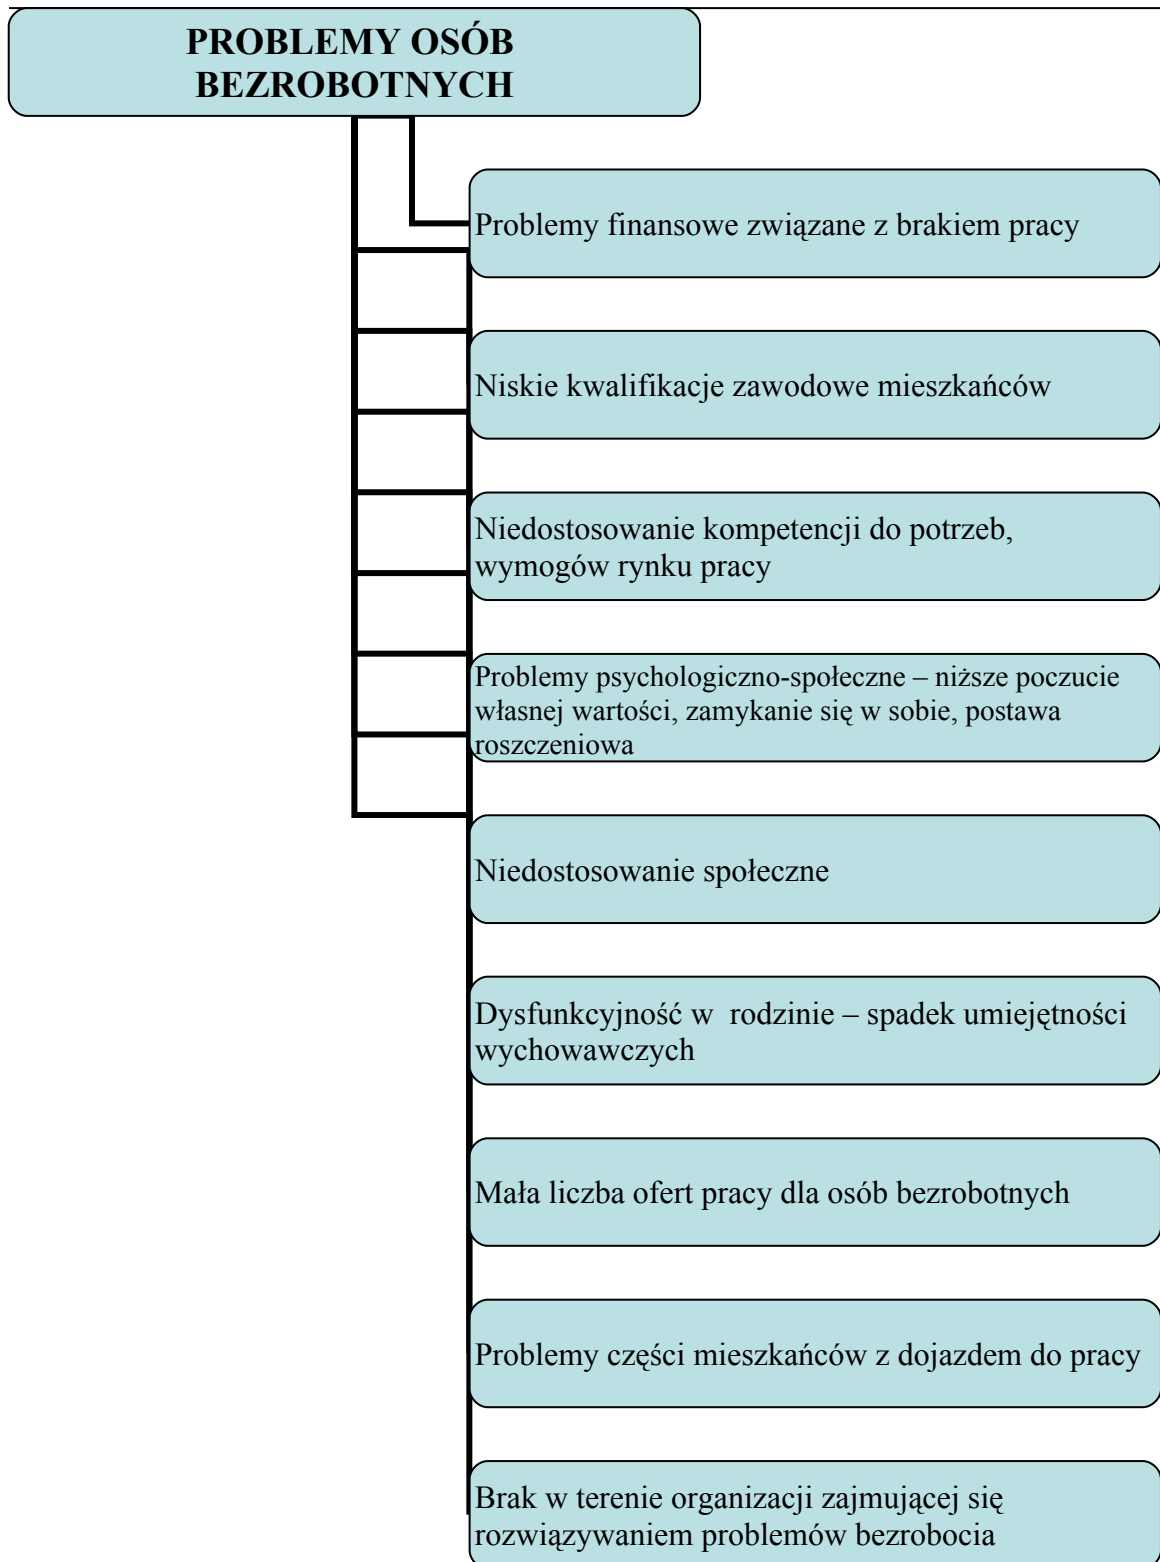 PROBLEMY OSÓB
BEZROBOTNYCH
Problemy finansowe związane z brakiem pracy
Niskie kwalifikacje zawodowe mieszkańców
Niedostosowanie kompetencji do potrzeb,
wymogów rynku pracy
Problemy psychologiczno-społeczne – niższe poczucie
własnej wartości, zamykanie się w sobie, postawa
roszczeniowa
Niedostosowanie społeczne
Dysfunkcyjność w rodzinie – spadek umiejętności
wychowawczych
Mała liczba ofert pracy dla osób bezrobotnych
Problemy części mieszkańców z dojazdem do pracy
Brak w terenie organizacji zajmującej się
rozwiązywaniem problemów bezrobocia